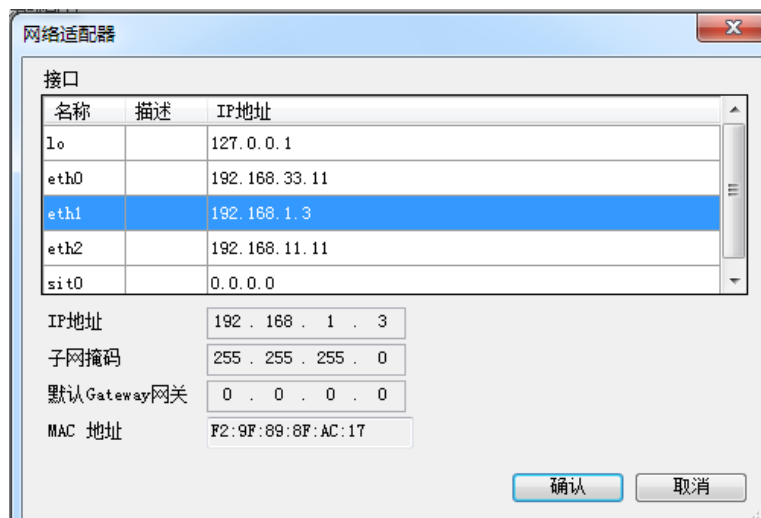 网络适配器
接口
名称 描述 IP地址
lo 127.0.0.1
eth0 192.168.33.11
eth1 192.168.1.3
eth2 192.168.11.11
sit0 0.0.0.0
IP地址 192 . 168 . 1 . 3
子网掩码 255 . 255 . 255 . 0
默认Gateway网关 0 . 0 . 0 . 0
MAC 地址 F2:9F:89:8F:AC:17
确认 取消